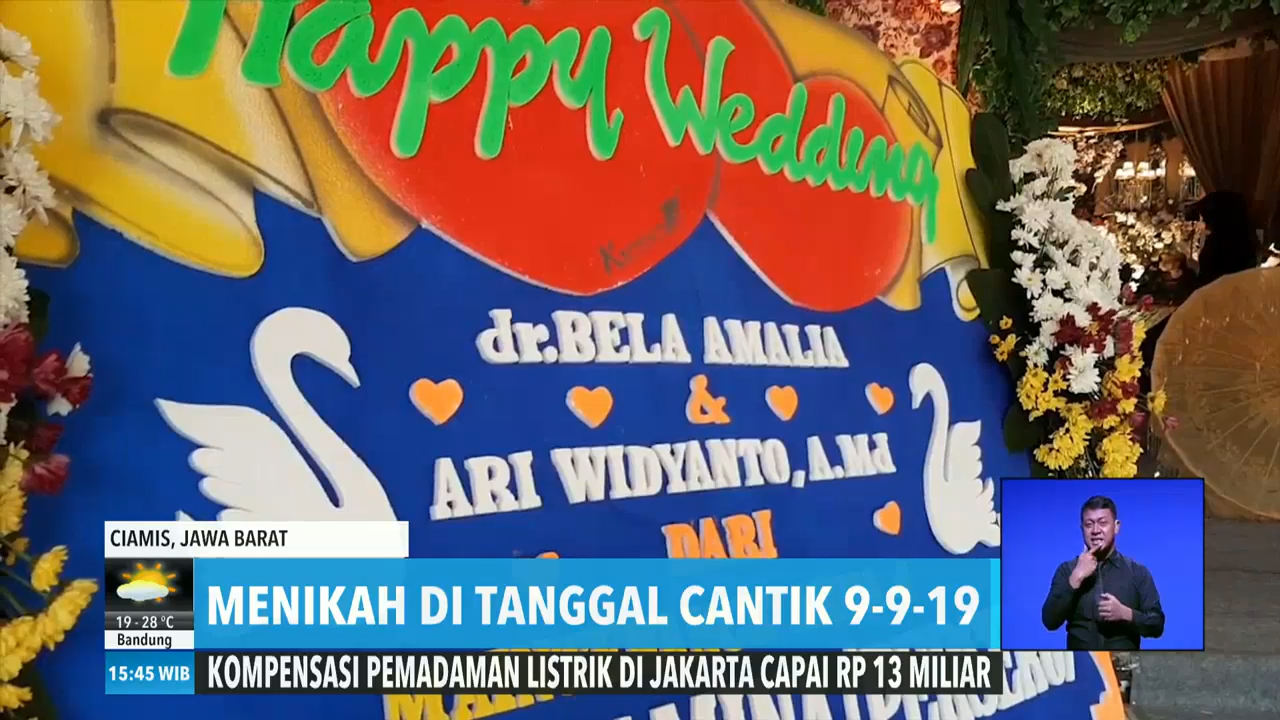 Happy Wedding
dr.BELA AMALIA
&
ARI WIDYANTO, A.Md
DARI
CIAMIS, JAWA BARAT
MENIKAH DI TANGGAL CANTIK 9-9-19
19 - 28 °C
Bandung
15:45 WIB
KOMPENSASI PEMADAMAN LISTRIK DI JAKARTA CAPAI RP 13 MILIAR